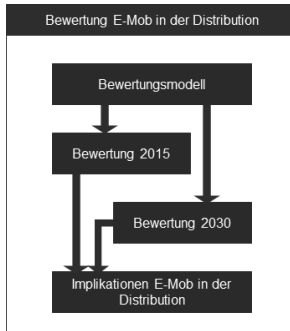 Bewertung E-Mob in der Distribution
Bewertungsmodell
Bewertung 2015
Bewertung 2030
Implikationen E-Mob in der
Distribution